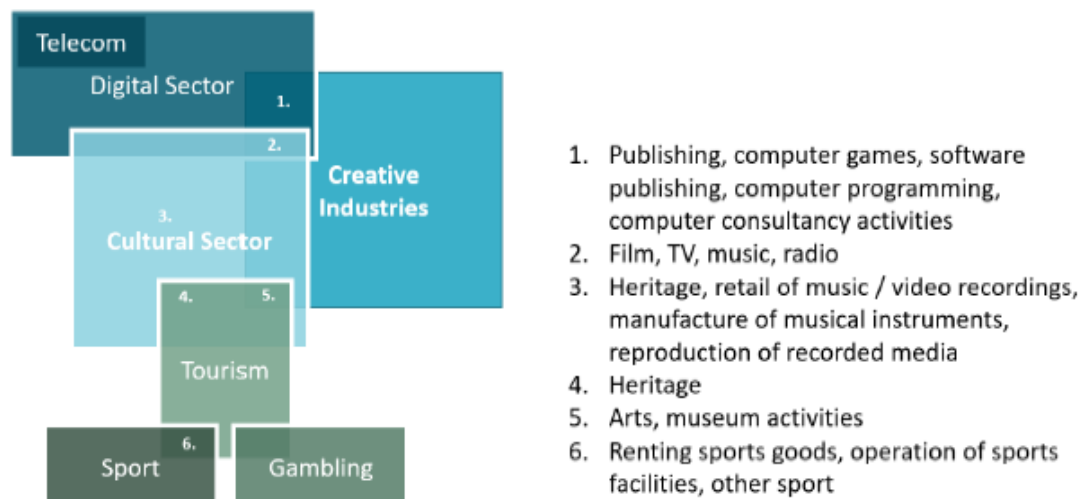 Telecom
Digital Sector
1.
2.
Creative
Industries
3.
Cultural Sector
4.
5.
Tourism
6.
Sport
Gambling
1. Publishing, computer games, software
publishing, computer programming,
computer consultancy activities
2. Film, TV, music, radio
3. Heritage, retail of music / video recordings,
manufacture of musical instruments,
reproduction of recorded media
4. Heritage
5. Arts, museum activities
6. Renting sports goods, operation of sports
facilities, other sport